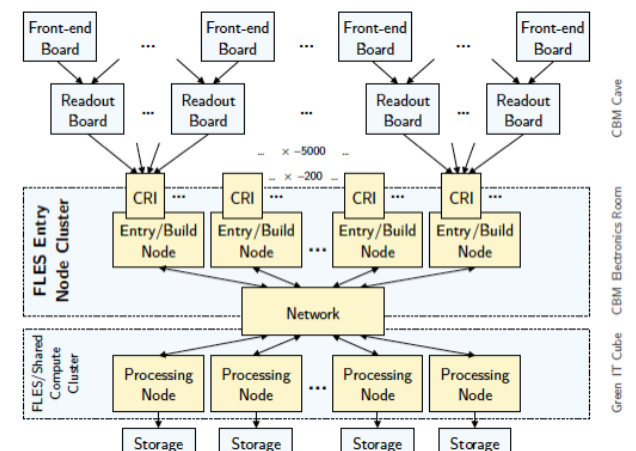 Front-end Board ... Front-end Board ... Front-end Board ... Front-end Board
Readout Board ... Readout Board ... Readout Board ... Readout Board
CBM Cave
... × ~5000 ...
... × ~200 ...
CRI ... CRI ... CRI ... CRI ...
FLES Entry Node Cluster
Entry/Build Node Entry/Build Node ... Entry/Build Node Entry/Build Node
CBM Electronics Room
Network
FLES/Shared Compute Cluster
Processing Node Processing Node ... Processing Node Processing Node
Green IT Cube
Storage Storage Storage Storage